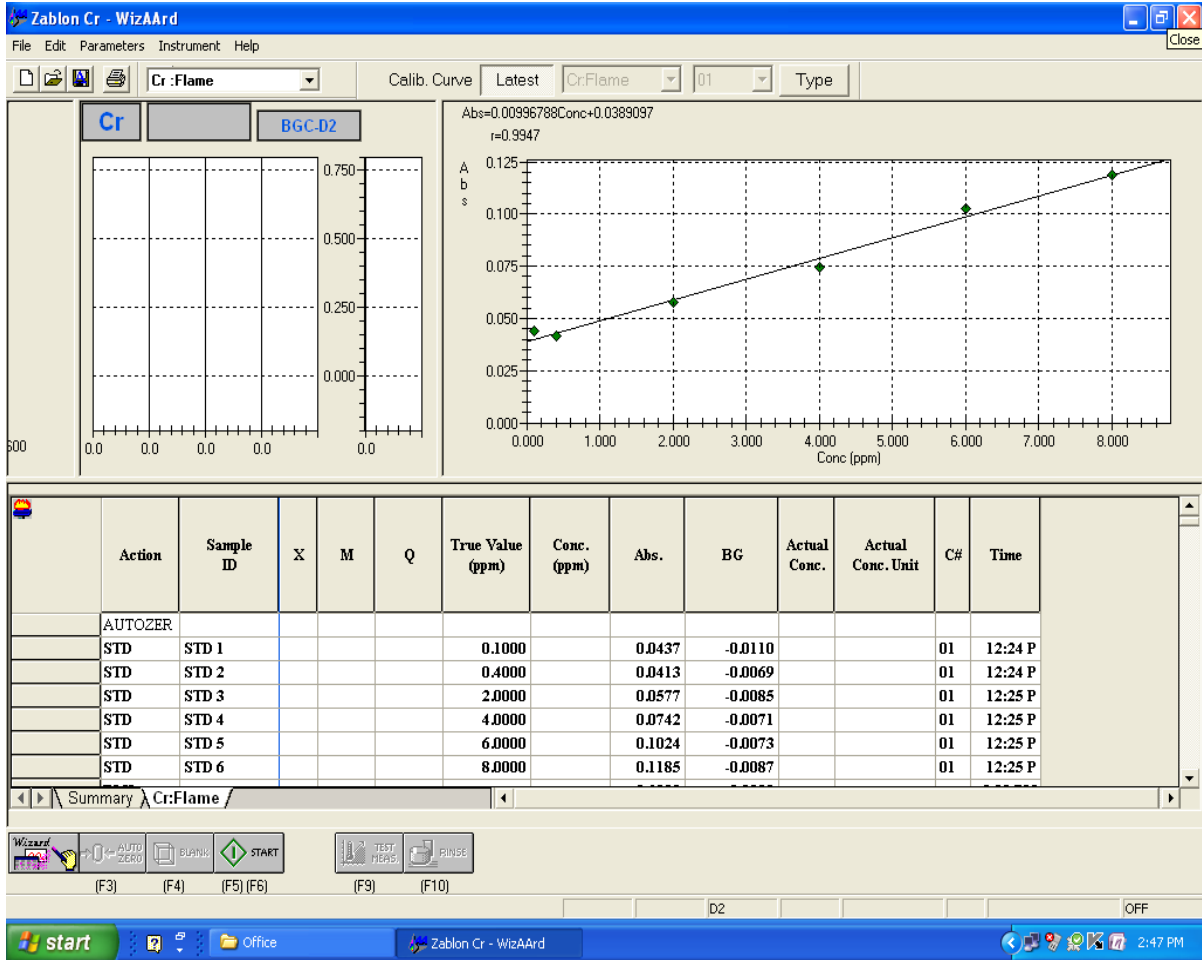 Zablon Cr - WizAArd
File Edit Parameters Instrument Help
Close
Cr :Flame Calib. Curve Latest Cr:Flame 01 Type
Cr BGC-D2
0.750
0.500
0.250
0.000
0.0 0.0 0.0 0.0 0.0
Abs=0.00996788Conc+0.0389097
r=0.9947
Abs
0.125
0.100
0.075
0.050
0.025
0.000
0.000 1.000 2.000 3.000 4.000 5.000 6.000 7.000 8.000
Conc (ppm)
Action Sample ID X M Q True Value (ppm) Conc. (ppm) Abs. BG Actual Conc. Actual Conc. Unit C# Time
AUTOZER
STD STD 1 0.1000 0.0437 -0.0110 01 12:24 P
STD STD 2 0.4000 0.0413 -0.0069 01 12:24 P
STD STD 3 2.0000 0.0577 -0.0085 01 12:25 P
STD STD 4 4.0000 0.0742 -0.0071 01 12:25 P
STD STD 5 6.0000 0.1024 -0.0073 01 12:25 P
STD STD 6 8.0000 0.1185 -0.0087 01 12:25 P
Summary Cr:Flame
Wizard AUTO ZERO BLANK START TEST MEAS. RINSE
(F3) (F4) (F5) (F6) (F9) (F10)
D2 OFF
start Office Zablon Cr - WizAArd 2:47 PM